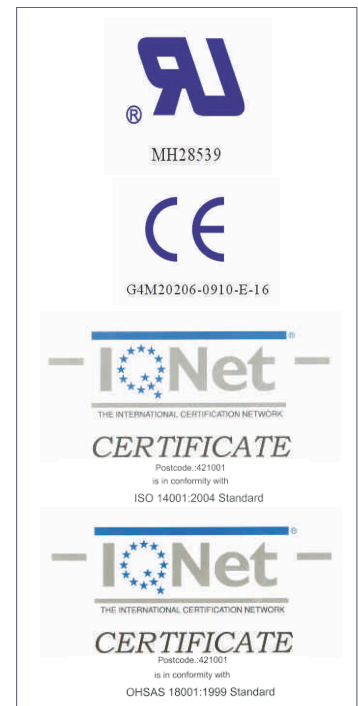 ®
MH28539
CE
G4M20206-0910-E-16
®
IQNet
THE INTERNATIONAL CERTIFICATION NETWORK
CERTIFICATE
Postcode.:421001
is in conformity with
ISO 14001:2004 Standard
®
IQNet
THE INTERNATIONAL CERTIFICATION NETWORK
CERTIFICATE
Postcode.:421001
is in conformity with
OHSAS 18001:1999 Standard